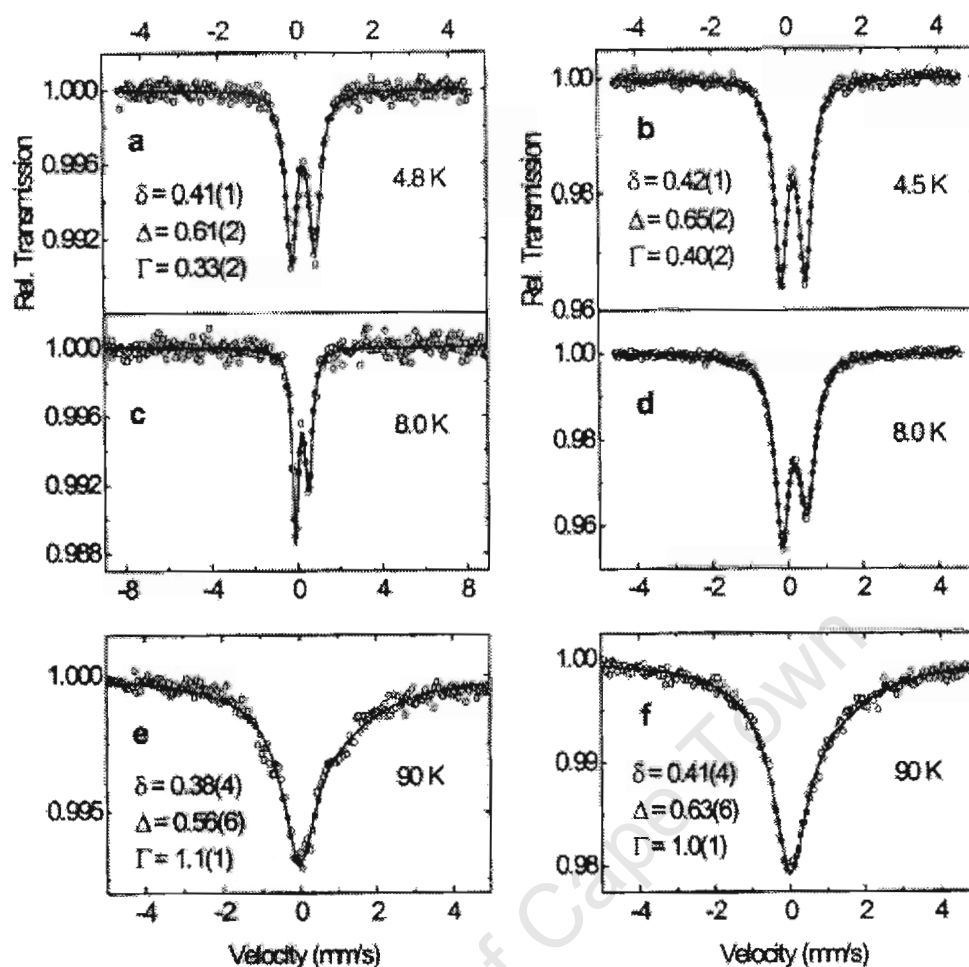 -4 -2 0 2 4
-4 -2 0 2 4
1.000
0.996
0.992
Rel. Transmission
a
4.8 K
δ = 0.41(1)
Δ = 0.61(2)
Γ = 0.33(2)
1.00
0.98
0.96
Rel. Transmission
b
4.5 K
δ = 0.42(1)
Δ = 0.65(2)
Γ = 0.40(2)
1.000
0.996
0.992
0.988
c
8.0 K
-8 -4 0 4 8
1.00
0.98
0.96
d
8.0 K
-4 -2 0 2 4
1.000
0.995
e
90 K
δ = 0.38(4)
Δ = 0.56(6)
Γ = 1.1(1)
-4 -2 0 2 4
Velocity (mm/s)
1.00
0.99
0.98
f
90 K
δ = 0.41(4)
Δ = 0.63(6)
Γ = 1.0(1)
-4 -2 0 2 4
Velocity (mm/s)
of Cape Town